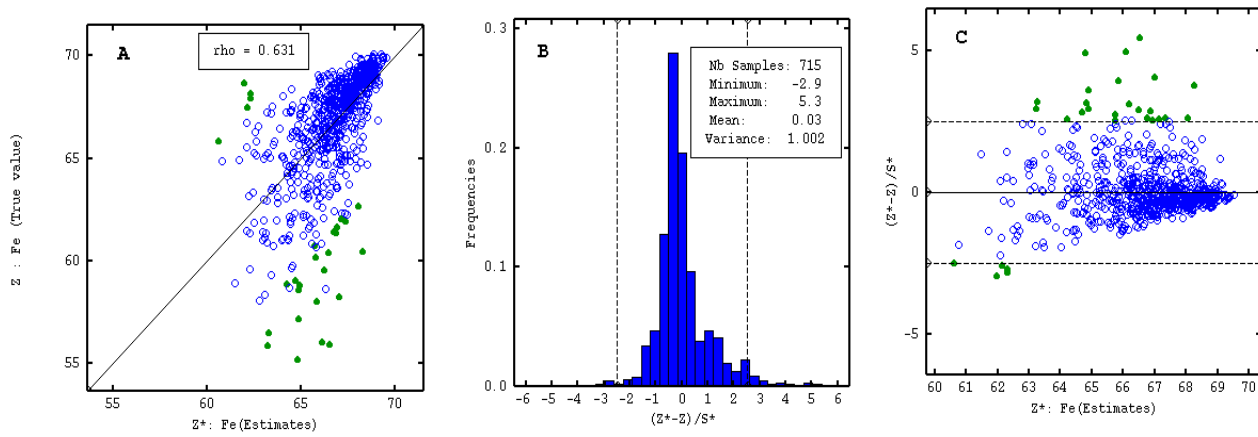 A
rho = 0.631
70
65
60
55
55
60
65
70
Z : Fe (True value)
Z*: Fe(Estimates)
B
Nb Samples: 715
Minimum: -2.9
Maximum: 5.3
Mean: 0.03
Variance: 1.002
0.3
0.2
0.1
0.0
-6 -5 -4 -3 -2 -1 0 1 2 3 4 5 6
Frequencies
(Z*-Z)/S*
C
5
0
-5
60 61 62 63 64 65 66 67 68 69 70
(Z*-Z)/S*
Z*: Fe(Estimates)